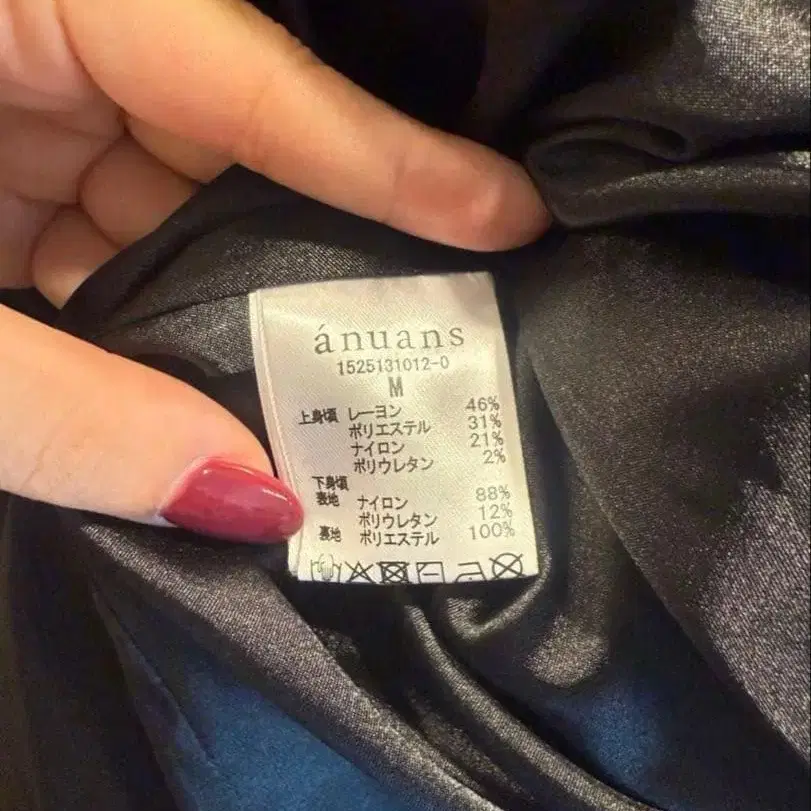 ánuans
1525131012-0
M
上身頃 レーヨン 46%
ポリエステル 31%
ナイロン 21%
ポリウレタン 2%
下身頃
表地 ナイロン 88%
ポリウレタン 12%
裏地 ポリエステル 100%